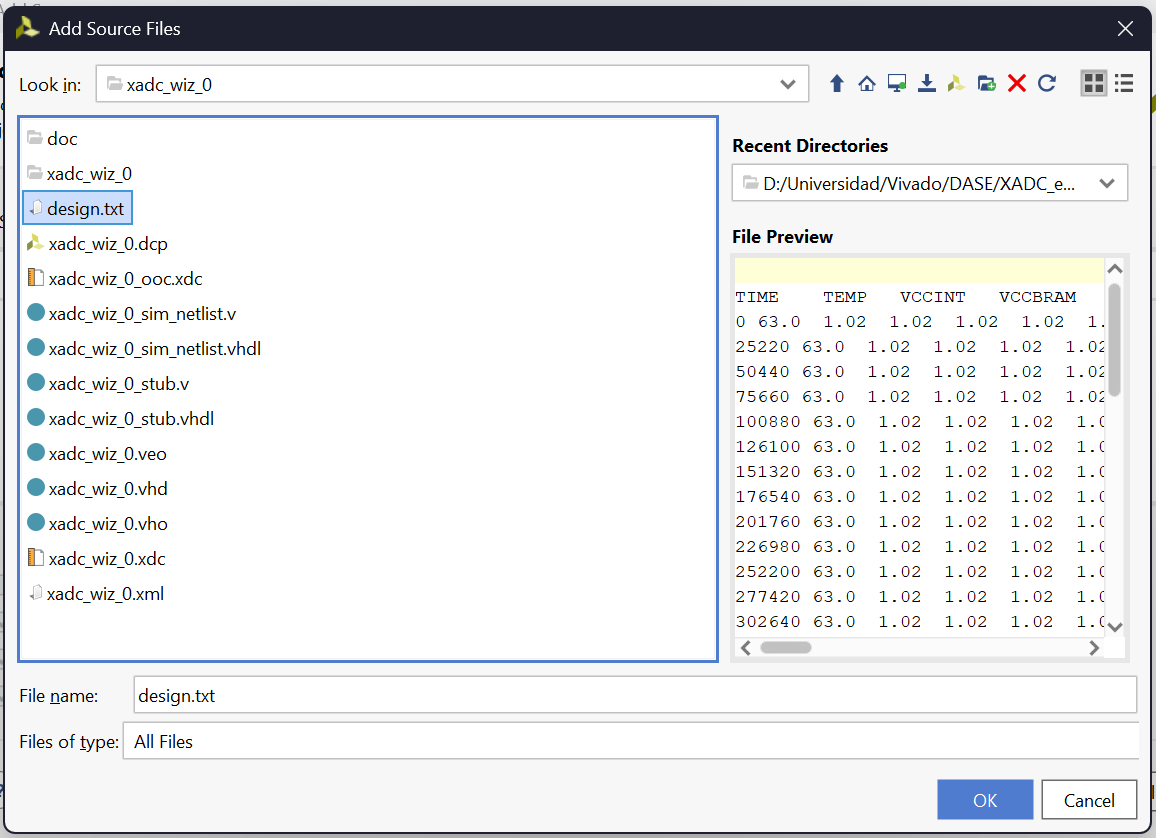 Add Source Files
Look in: xadc_wiz_0
doc
xadc_wiz_0
design.txt
xadc_wiz_0.dcp
xadc_wiz_0_ooc.xdc
xadc_wiz_0_sim_netlist.v
xadc_wiz_0_sim_netlist.vhdl
xadc_wiz_0_stub.v
xadc_wiz_0_stub.vhdl
xadc_wiz_0.veo
xadc_wiz_0.vhd
xadc_wiz_0.vho
xadc_wiz_0.xdc
xadc_wiz_0.xml
Recent Directories
D:/Universidad/Vivado/DASE/XADC_e...
File Preview
TIME TEMP VCCINT VCCBRAM
0 63.0 1.02 1.02 1.02 1.02 1.
25220 63.0 1.02 1.02 1.02 1.02
50440 63.0 1.02 1.02 1.02 1.02
75660 63.0 1.02 1.02 1.02 1.02
100880 63.0 1.02 1.02 1.02 1.0
126100 63.0 1.02 1.02 1.02 1.0
151320 63.0 1.02 1.02 1.02 1.0
176540 63.0 1.02 1.02 1.02 1.0
201760 63.0 1.02 1.02 1.02 1.0
226980 63.0 1.02 1.02 1.02 1.0
252200 63.0 1.02 1.02 1.02 1.0
277420 63.0 1.02 1.02 1.02 1.0
302640 63.0 1.02 1.02 1.02 1.0
File name: design.txt
Files of type: All Files
OK Cancel